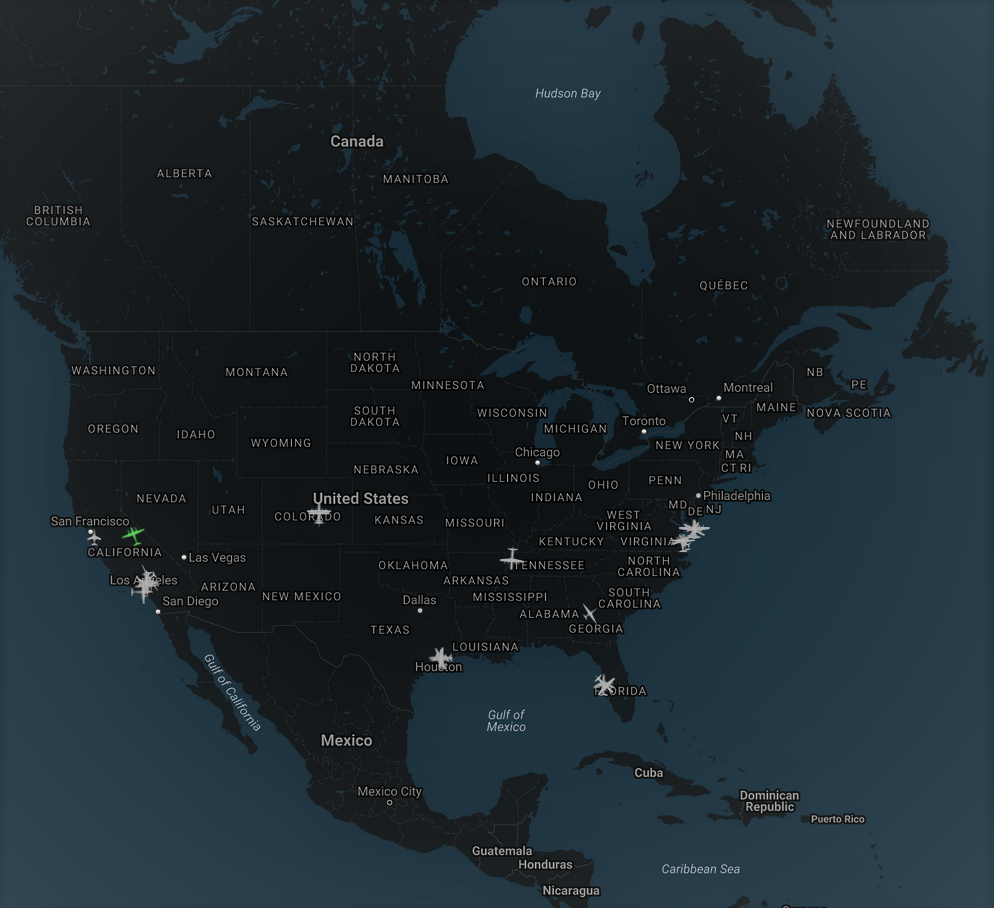 Hudson Bay
Canada
ALBERTA
MANITOBA
BRITISH
COLUMBIA
SASKATCHEWAN
NEWFOUNDLAND
AND LABRADOR
ONTARIO
QUÉBEC
WASHINGTON
MONTANA
NORTH
DAKOTA
MINNESOTA
Ottawa
Montreal
NB
PE
MAINE
NOVA SCOTIA
OREGON
IDAHO
WYOMING
SOUTH
DAKOTA
WISCONSIN
MICHIGAN
Toronto
VT
NH
NEW YORK
MA
CT RI
Chicago
IOWA
NEBRASKA
ILLINOIS
INDIANA
OHIO
PENN
United States
NEVADA
UTAH
COLORADO
KANSAS
MISSOURI
WEST
VIRGINIA
MD
DE
NJ
Philadelphia
San Francisco
CALIFORNIA
Las Vegas
KENTUCKY
VIRGINIA
OKLAHOMA
TENNESSEE
NORTH
CAROLINA
Los Angeles
ARIZONA
NEW MEXICO
ARKANSAS
MISSISSIPPI
SOUTH
CAROLINA
San Diego
Dallas
ALABAMA
GEORGIA
TEXAS
LOUISIANA
Houston
FLORIDA
Gulf of California
Gulf of
Mexico
Mexico
Mexico City
Cuba
Dominican
Republic
Puerto Rico
Guatemala
Honduras
Caribbean Sea
Nicaragua